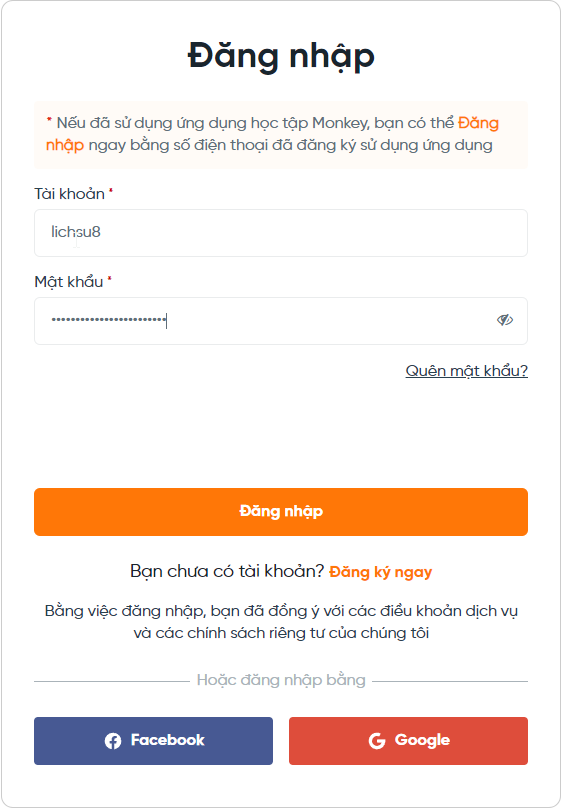 Đăng nhập
* Nếu đã sử dụng ứng dụng học tập Monkey, bạn có thể Đăng
nhập ngay bằng số điện thoại đã đăng ký sử dụng ứng dụng
Tài khoản *
lichsu8
Mật khẩu *
••••••••••••••••••••••••
Quên mật khẩu?
Đăng nhập
Bạn chưa có tài khoản? Đăng ký ngay
Bằng việc đăng nhập, bạn đã đồng ý với các điều khoản dịch vụ
và các chính sách riêng tư của chúng tôi
Hoặc đăng nhập bằng
Facebook
Google